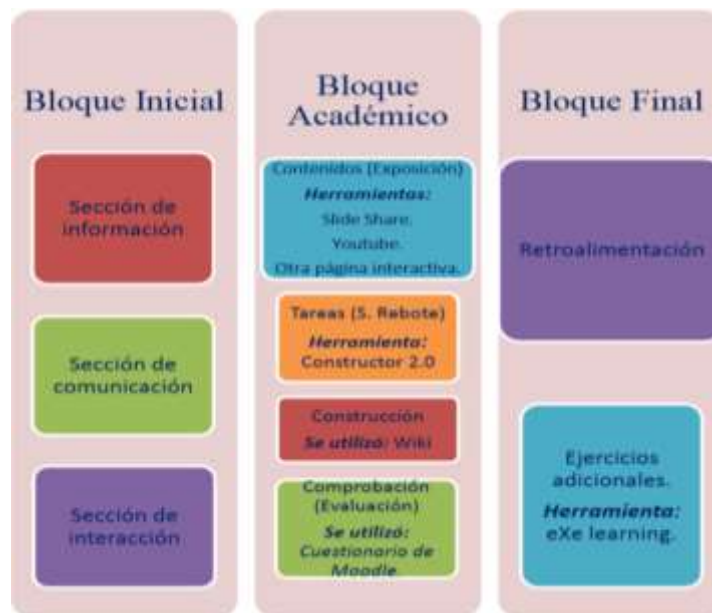 Bloque Inicial
Sección de
información
Sección de
comunicación
Sección de
interacción
Bloque
Académico
Contenidos (Exposición)
Herramientas:
Slide Share.
Youtube.
Otra página interactiva.
Tareas (S. Rebote)
Herramienta:
Constructor 2.0
Construcción
Se utilizó: Wiki
Comprobación
(Evaluación)
Se utilizó:
Cuestionario de
Moodle
Bloque Final
Retroalimentación
Ejercicios
adicionales.
Herramienta:
eXe learning.